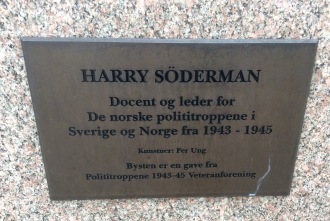 HARRY SÖDERMAN
Docent og leder for
De norske polititroppene i
Sverige og Norge fra 1943 - 1945
Kunstner: Per Ung
Bysten er en gave fra
Polititroppene 1943-45 Veteranforening